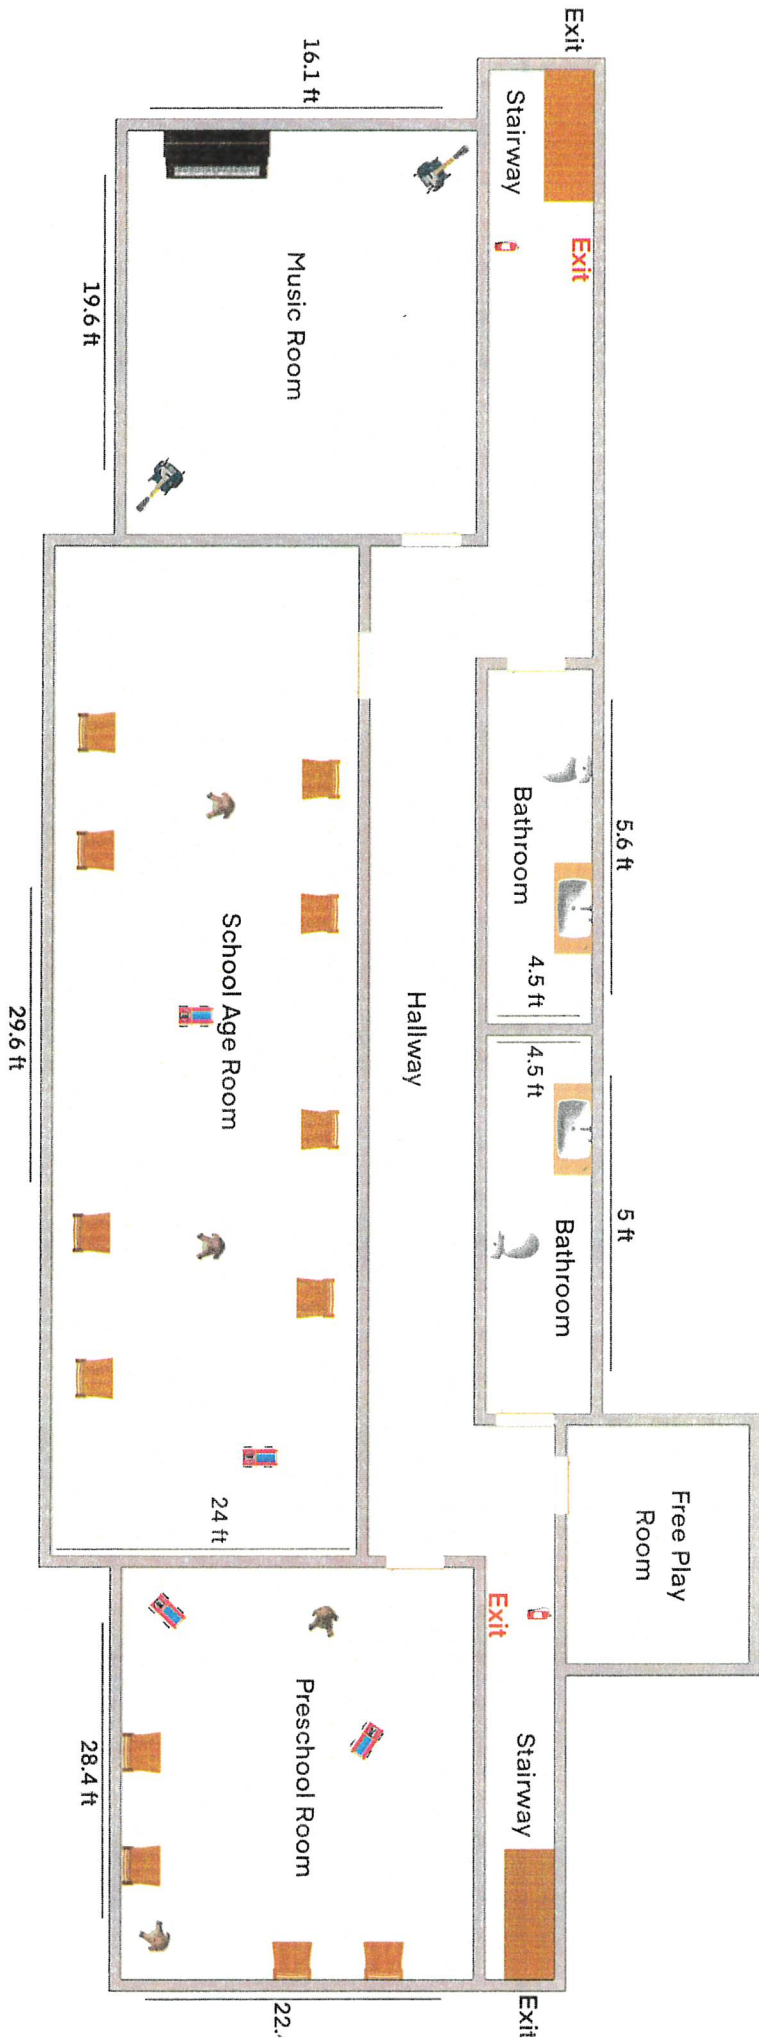 Exit
Stairway
Exit
16.1 ft
Music Room
19.6 ft
5.6 ft
Bathroom
4.5 ft
4.5 ft
5 ft
Bathroom
Hallway
School Age Room
29.6 ft
24 ft
Free Play
Room
Exit
Stairway
Preschool Room
28.4 ft
Exit
22.